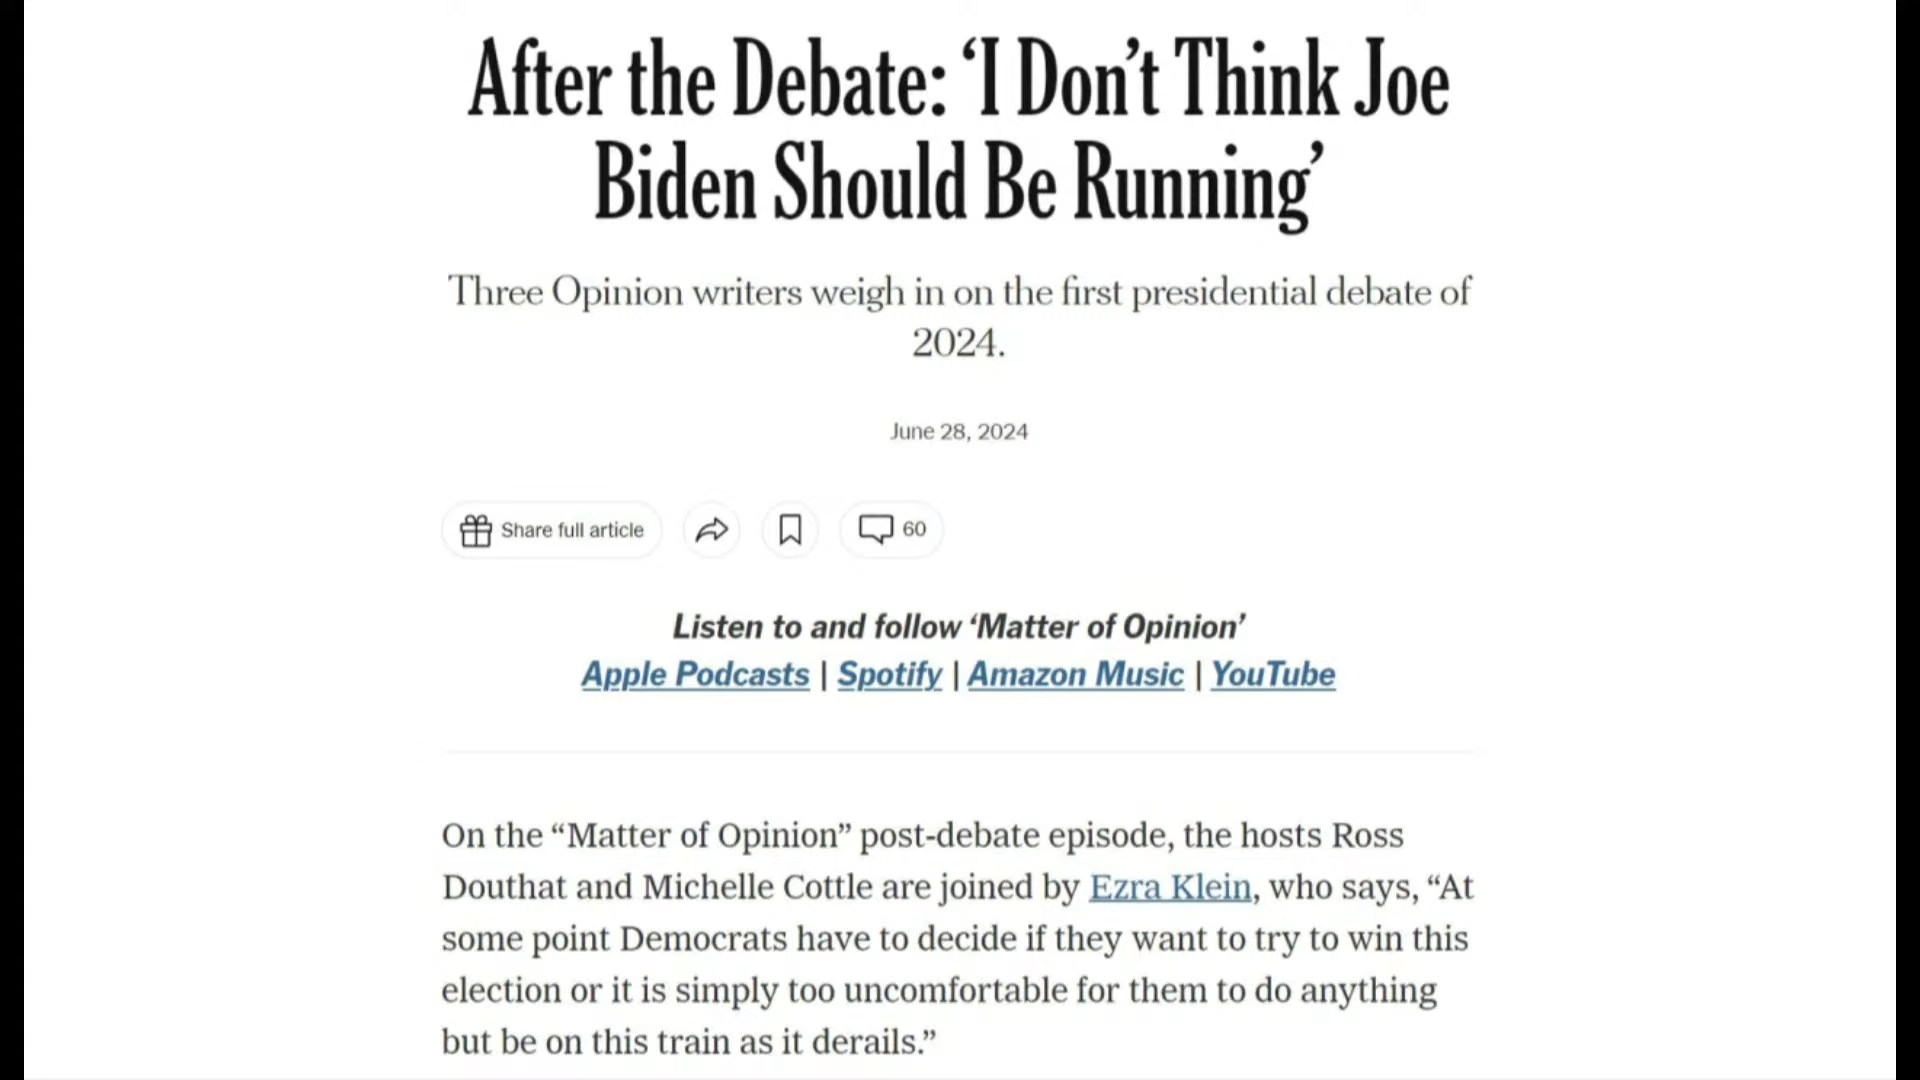 After the Debate: ‘I Don’t Think Joe
Biden Should Be Running’
Three Opinion writers weigh in on the first presidential debate of
2024.
June 28, 2024
Share full article
60
Listen to and follow ‘Matter of Opinion’
Apple Podcasts | Spotify | Amazon Music | YouTube
On the “Matter of Opinion” post-debate episode, the hosts Ross
Douthat and Michelle Cottle are joined by Ezra Klein, who says, “At
some point Democrats have to decide if they want to try to win this
election or it is simply too uncomfortable for them to do anything
but be on this train as it derails.”